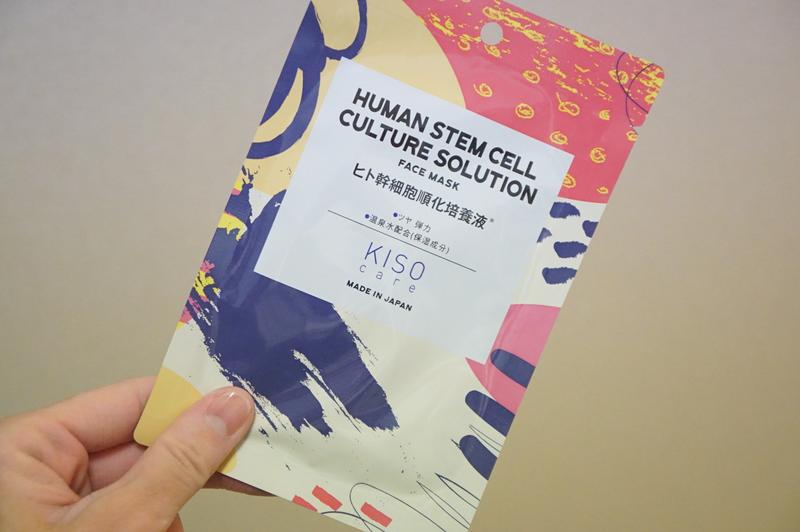 HUMAN STEM CELL
CULTURE SOLUTION
FACE MASK
ヒト幹細胞順化培養液※
●ツヤ 弾力
●温泉水配合(保湿成分)
KISO
care
MADE IN JAPAN